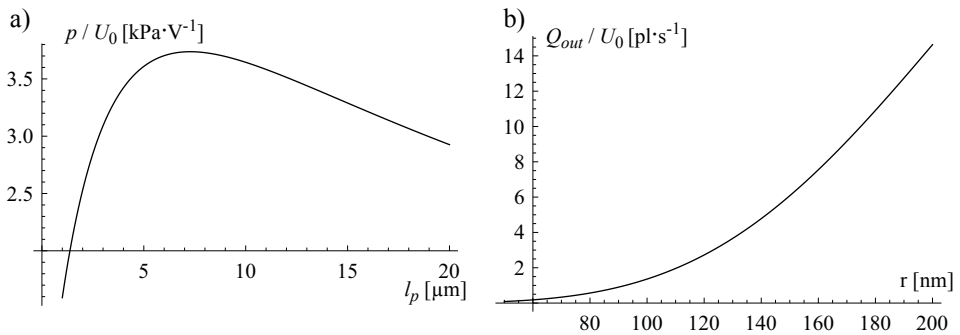 a)
p / U₀ [kPa·V⁻¹]
3.5
3.0
2.5
5 10 15 20
lₚ [μm]
b)
Qₒᵤₜ / U₀ [pl·s⁻¹]
14
12
10
8
6
4
2
80 100 120 140 160 180 200
r [nm]